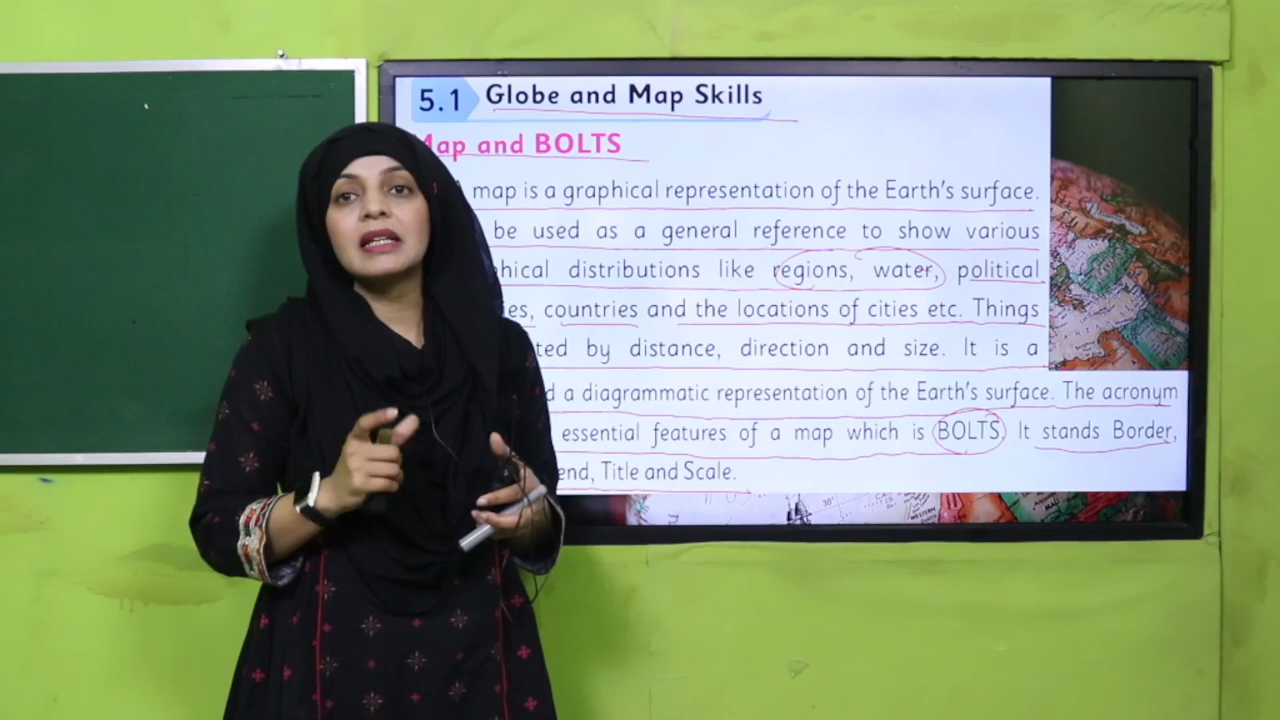 5.1 Globe and Map Skills
Map and BOLTS
A map is a graphical representation of the Earth's surface.
be used as a general reference to show various
distributions like regions, water, political
countries and the locations of cities etc. Things
by distance, direction and size. It is a
a diagrammatic representation of the Earth's surface. The acronym
essential features of a map which is BOLTS. It stands Border,
Title and Scale.